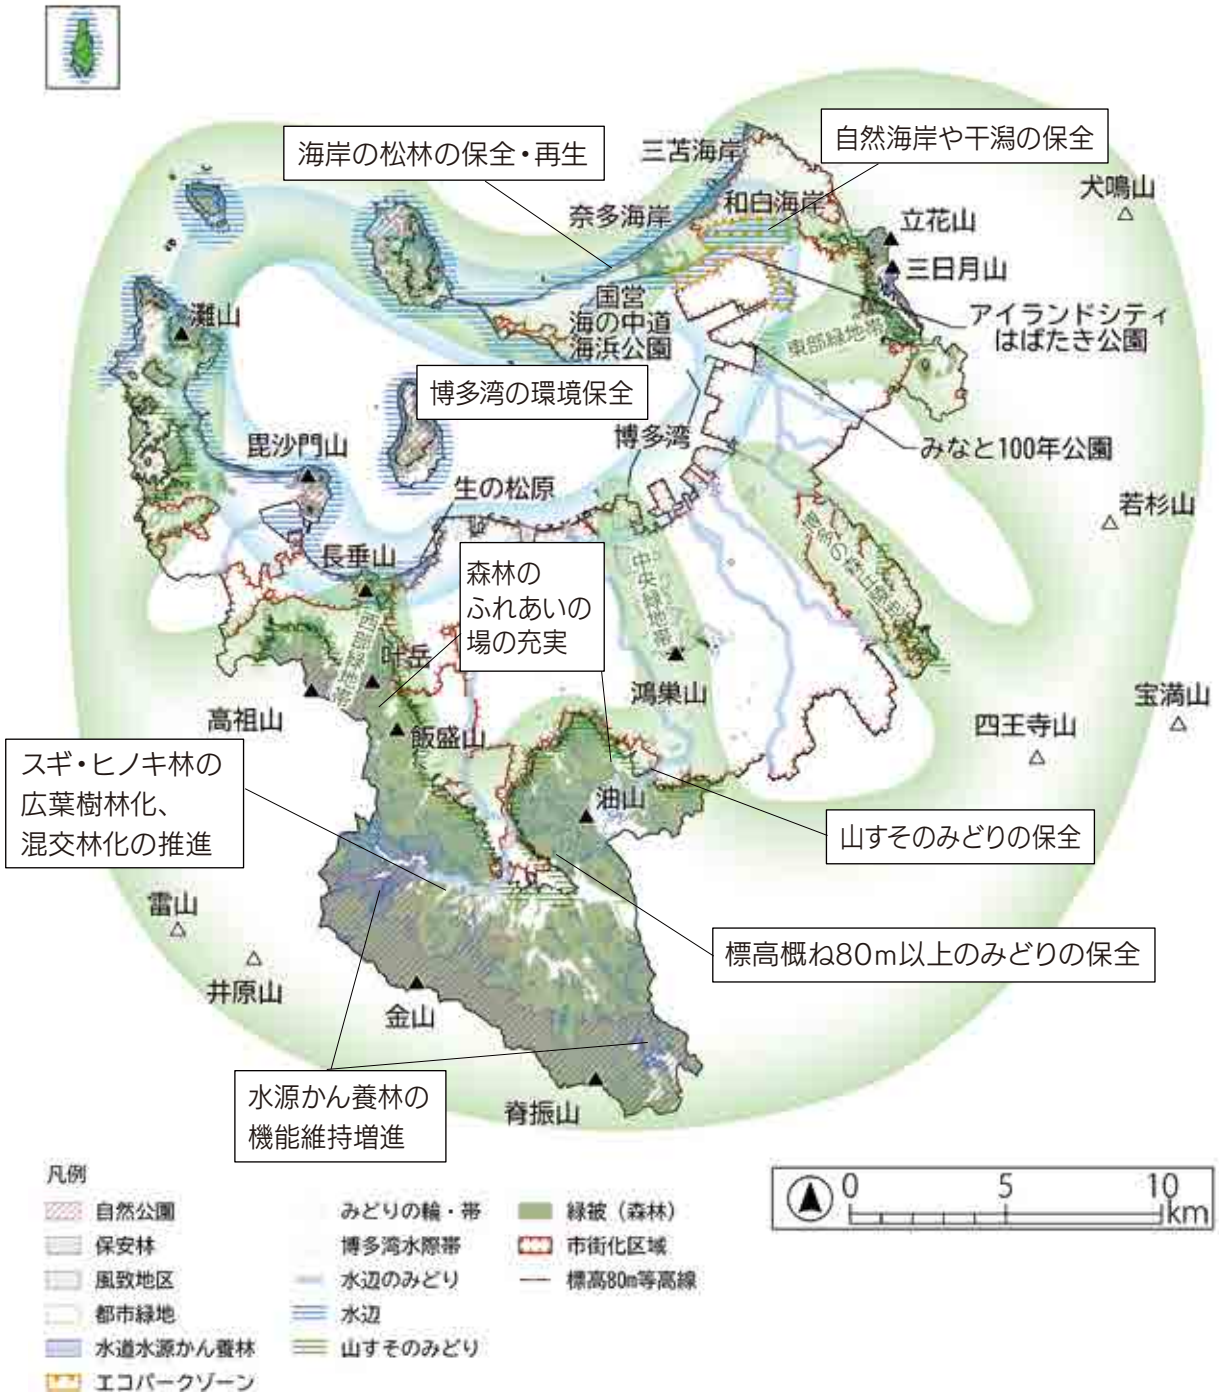 海岸の松林の保全・再生
三苫海岸
自然海岸や干潟の保全
犬鳴山
奈多海岸
和白海岸
立花山
三日月山
国営
海の中道
海浜公園
アイランドシティ
はばたき公園
灘山
東部緑地帯
博多湾の環境保全
博多湾
みなと100年公園
毘沙門山
生の松原
若杉山
長垂山
森林の
ふれあいの
場の充実
中央緑地帯
西部緑地帯
叶岳
鴻巣山
高祖山
飯盛山
四王寺山
宝満山
スギ・ヒノキ林の
広葉樹林化、
混交林化の推進
油山
山すそのみどりの保全
雷山
標高概ね80m以上のみどりの保全
井原山
金山
水源かん養林の
機能維持増進
脊振山
凡例
自然公園
保安林
風致地区
都市緑地
水道水源かん養林
エコパークゾーン
みどりの輪・帯
博多湾水際帯
水辺のみどり
水辺
山すそのみどり
緑被（森林）
市街化区域
標高80m等高線
0 5 10
km